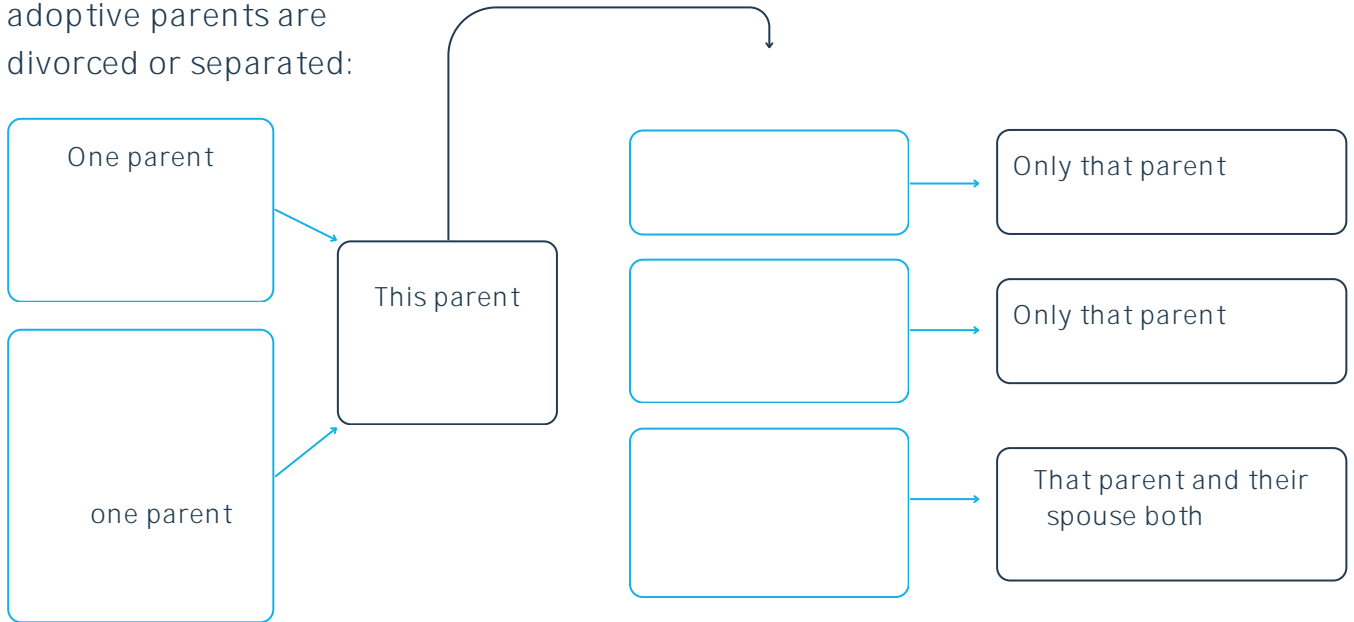 adoptive parents are
divorced or separated:
One parent
one parent
This parent
Only that parent
Only that parent
That parent and their
spouse both